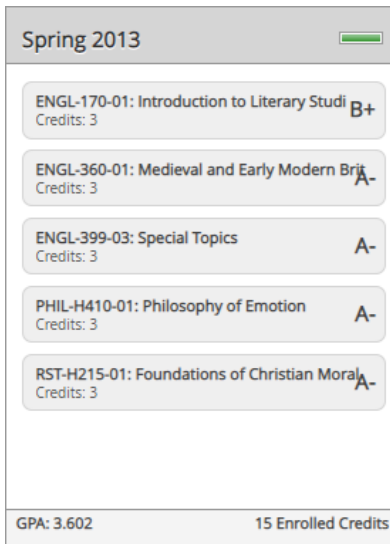 Spring 2013
ENGL-170-01: Introduction to Literary Studi B+
Credits: 3
ENGL-360-01: Medieval and Early Modern Brit A-
Credits: 3
ENGL-399-03: Special Topics A-
Credits: 3
PHIL-H410-01: Philosophy of Emotion A-
Credits: 3
RST-H215-01: Foundations of Christian Moral A-
Credits: 3
GPA: 3.602 15 Enrolled Credits